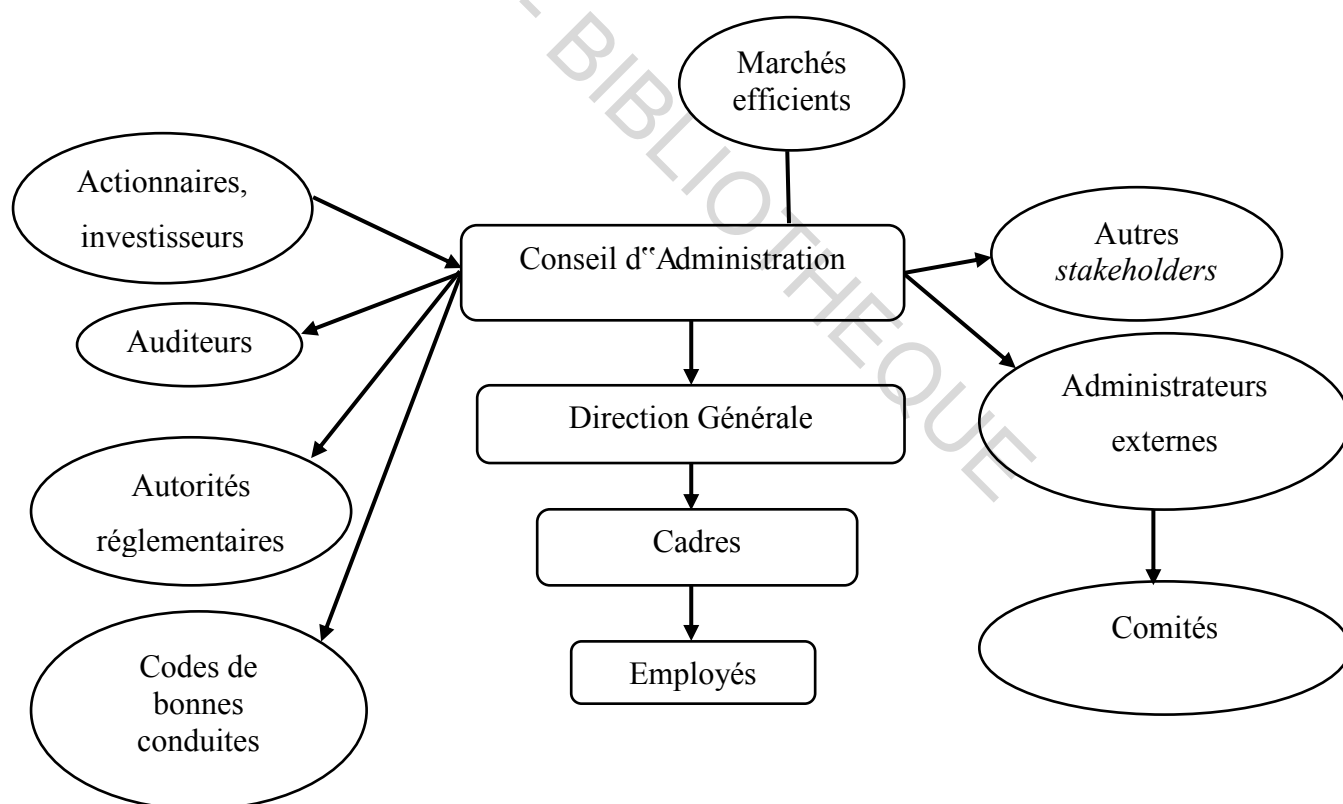 Marchés
efficients
Actionnaires,
investisseurs
Conseil d‟Administration
Autres
stakeholders
Auditeurs
Administrateurs
externes
Direction Générale
Autorités
réglementaires
Cadres
Comités
Codes de
bonnes
conduites
Employés
BIBLIOTHEQUE